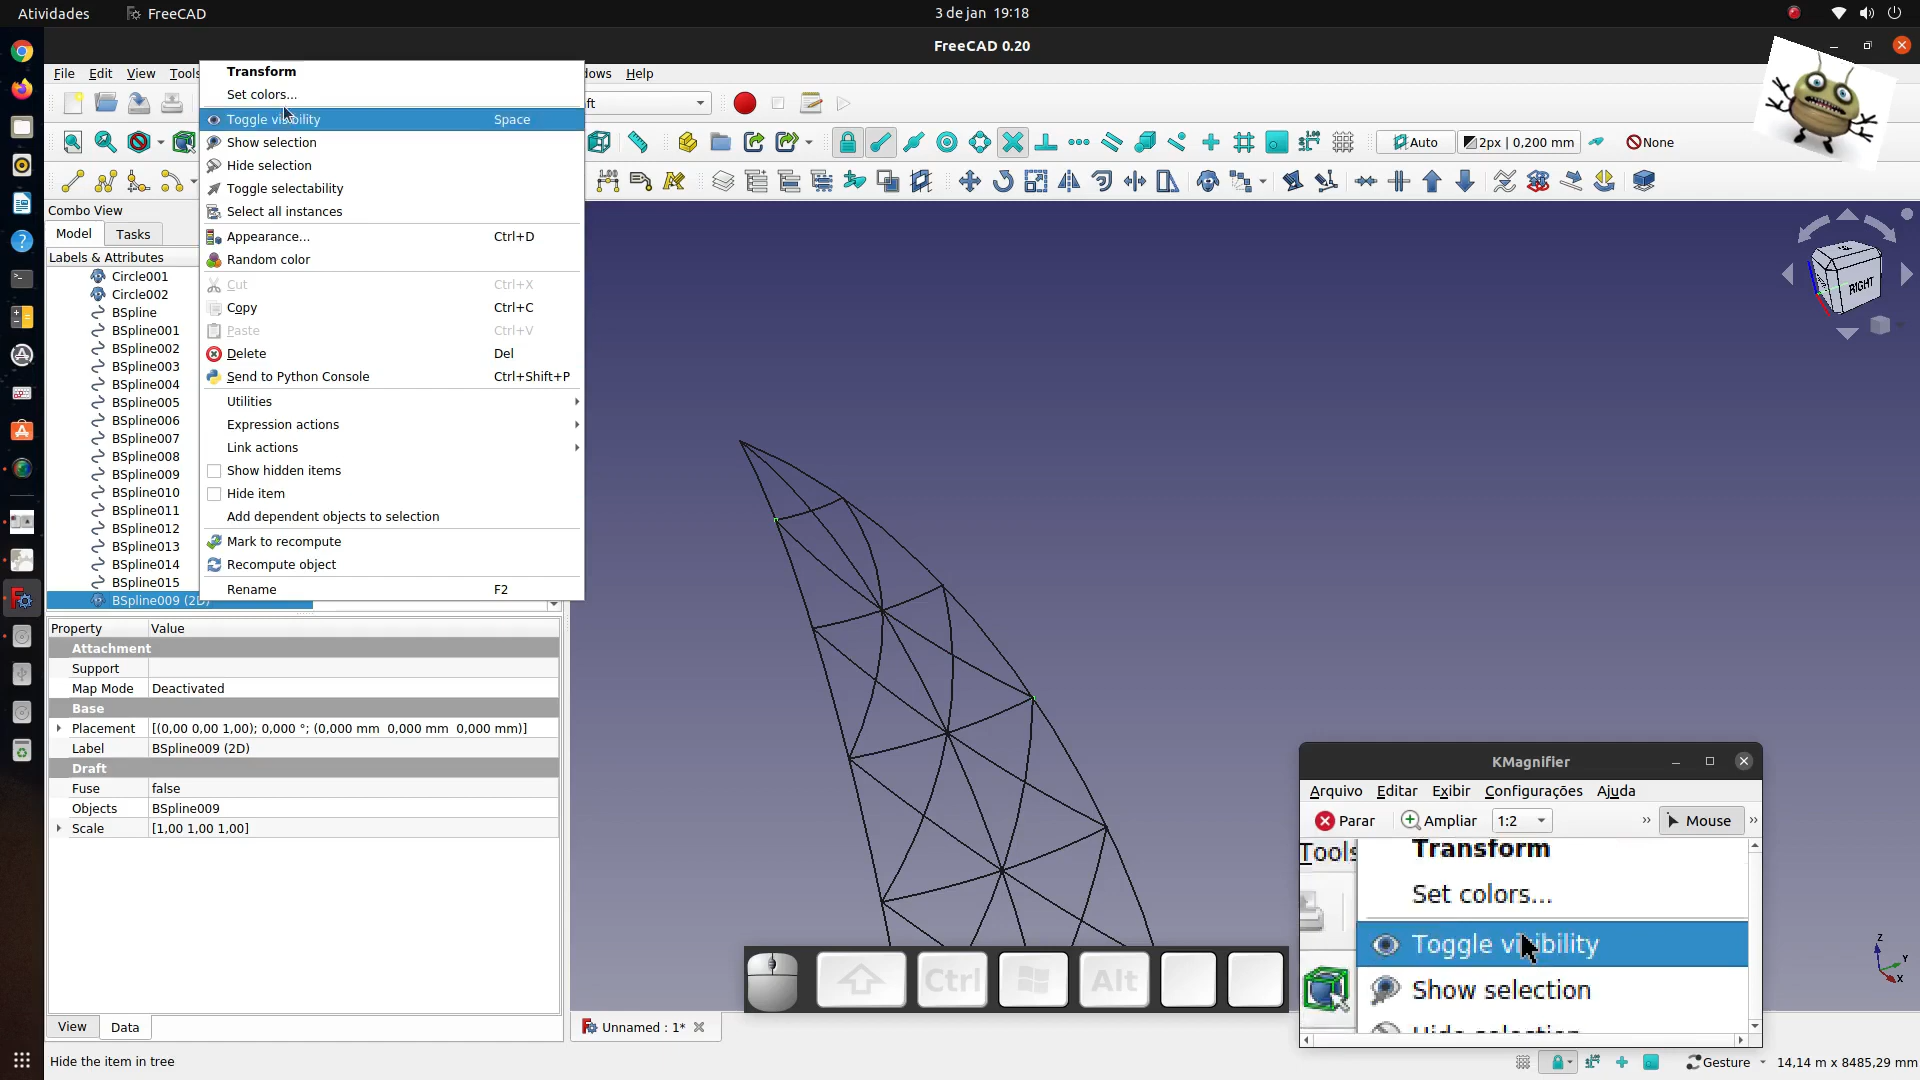 Atividades
FreeCAD
3 de jan 19:18
FreeCAD 0.20
File Edit View Tools
ows Help
ft
Auto
2px | 0,200 mm
None
Transform
Set colors...
Toggle visibility Space
Show selection
Hide selection
Toggle selectability
Select all instances
Appearance... Ctrl+D
Random color
Cut Ctrl+X
Copy Ctrl+C
Paste Ctrl+V
Delete Del
Send to Python Console Ctrl+Shift+P
Utilities
Expression actions
Link actions
Show hidden items
Hide item
Add dependent objects to selection
Mark to recompute
Recompute object
Rename F2
Combo View
Model Tasks
Labels & Attributes
Circle001
Circle002
BSpline
BSpline001
BSpline002
BSpline003
BSpline004
BSpline005
BSpline006
BSpline007
BSpline008
BSpline009
BSpline010
BSpline011
BSpline012
BSpline013
BSpline014
BSpline015
BSpline009 (2D)
Property Value
Attachment
Support
Map Mode Deactivated
Base
Placement [(0,00 0,00 1,00); 0,000 °; (0,000 mm 0,000 mm 0,000 mm)]
Label BSpline009 (2D)
Draft
Fuse false
Objects BSpline009
Scale [1,00 1,00 1,00]
View Data
Hide the item in tree
RIGHT
Unnamed : 1*
Ctrl
Alt
KMagnifier
Arquivo Editar Exibir Configurações Ajuda
Parar Ampliar 1:2 Mouse
Tools
Transform
Set colors...
Toggle visibility
Show selection
Hide selection
Z
Y
X
Gesture
14,14 m x 8485,29 mm